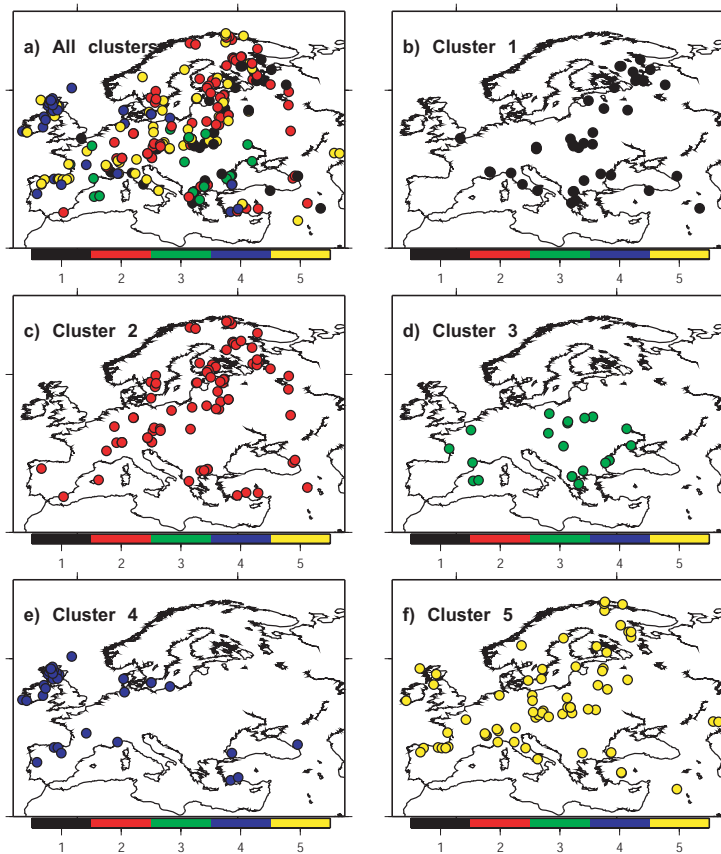 a) All clusters
b) Cluster 1
1 2 3 4 5
1 2 3 4 5
c) Cluster 2
d) Cluster 3
1 2 3 4 5
1 2 3 4 5
e) Cluster 4
f) Cluster 5
1 2 3 4 5
1 2 3 4 5